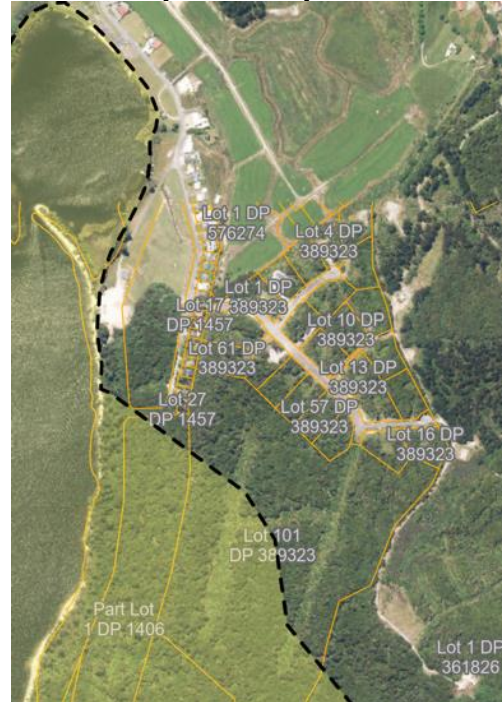 Lot 1 DP
576274
Lot 4 DP
389323
Lot 1 DP
389323
Lot 17
DP 1457
Lot 10 DP
389323
Lot 61 DP
389323
Lot 13 DP
389323
Lot 27
DP 1457
Lot 57 DP
389323
Lot 16 DP
389323
Lot 101
DP 389323
Part Lot
1 DP 1406
Lot 1 DP
361826